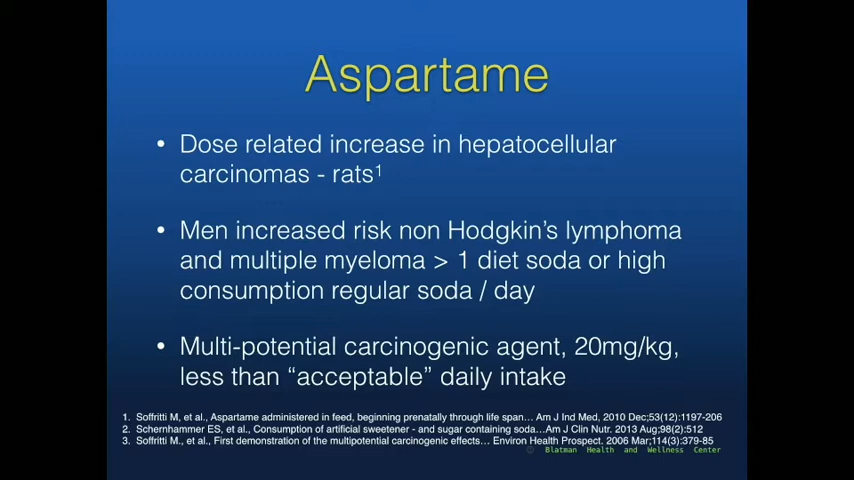 Aspartame
• Dose related increase in hepatocellular
carcinomas - rats¹
• Men increased risk non Hodgkin's lymphoma
and multiple myeloma > 1 diet soda or high
consumption regular soda / day
• Multi-potential carcinogenic agent, 20mg/kg,
less than “acceptable” daily intake
1. Soffritti M, et al., Aspartame administered in feed, beginning prenatally through life span… Am J Ind Med, 2010 Dec;53(12):1197-206
2. Schernhammer ES, et al., Consumption of artificial sweetener - and sugar containing soda…Am J Clin Nutr. 2013 Aug;98(2):512
3. Soffritti M., et al., First demonstration of the multipotential carcinogenic effects… Environ Health Prospect. 2006 Mar;114(3):379-85
© Blatman Health and Wellness Center